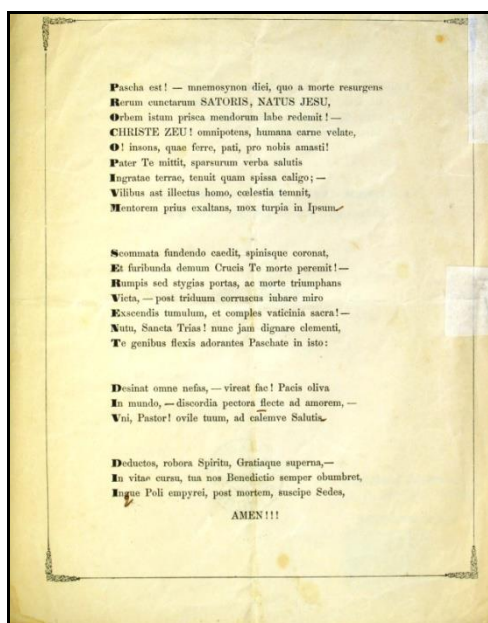 Pascha est! — mnemosynon diei, quo a morte resurgens
Rerum cunctarum SATORIS, NATUS JESU,
Orbem istum prisca mendorum labe redemit! —
CHRISTE ZEU! omnipotens, humana carne velate,
O! insons, quae ferre, pati, pro nobis amasti!
Pater Te mittit, sparsurum verba salutis
Ingratae terrae, tenuit quam spissa caligo; —
Vilibus ast illectus homo, cœlestia temnit,
Mentorem prius exaltans, mox turpia in Ipsum
Scommata fundendo caedit, spinisque coronat,
Et furibunda demum Crucis Te morte peremit! —
Rumpis sed stygias portas, ac morte triumphans
Victa, — post triduum corruscus iubare miro
Exscendis tumulum, et comples vaticinia sacra! —
Nutu, Sancta Trias! nunc jam dignare clementi,
Te genibus flexis adorantes Paschate in isto:
Desinat omne nefas, — vireat fac! Pacis oliva
In mundo, — discordia pectora flecte ad amorem, —
Vni, Pastor! ovile tuum, ad calemve Salutis
Deductos, robora Spiritu, Gratiaque superna, —
In vitae cursu, tua nos Benedictio semper obumbret,
Inque Poli empyrei, post mortem, suscipe Sedes,
AMEN!!!